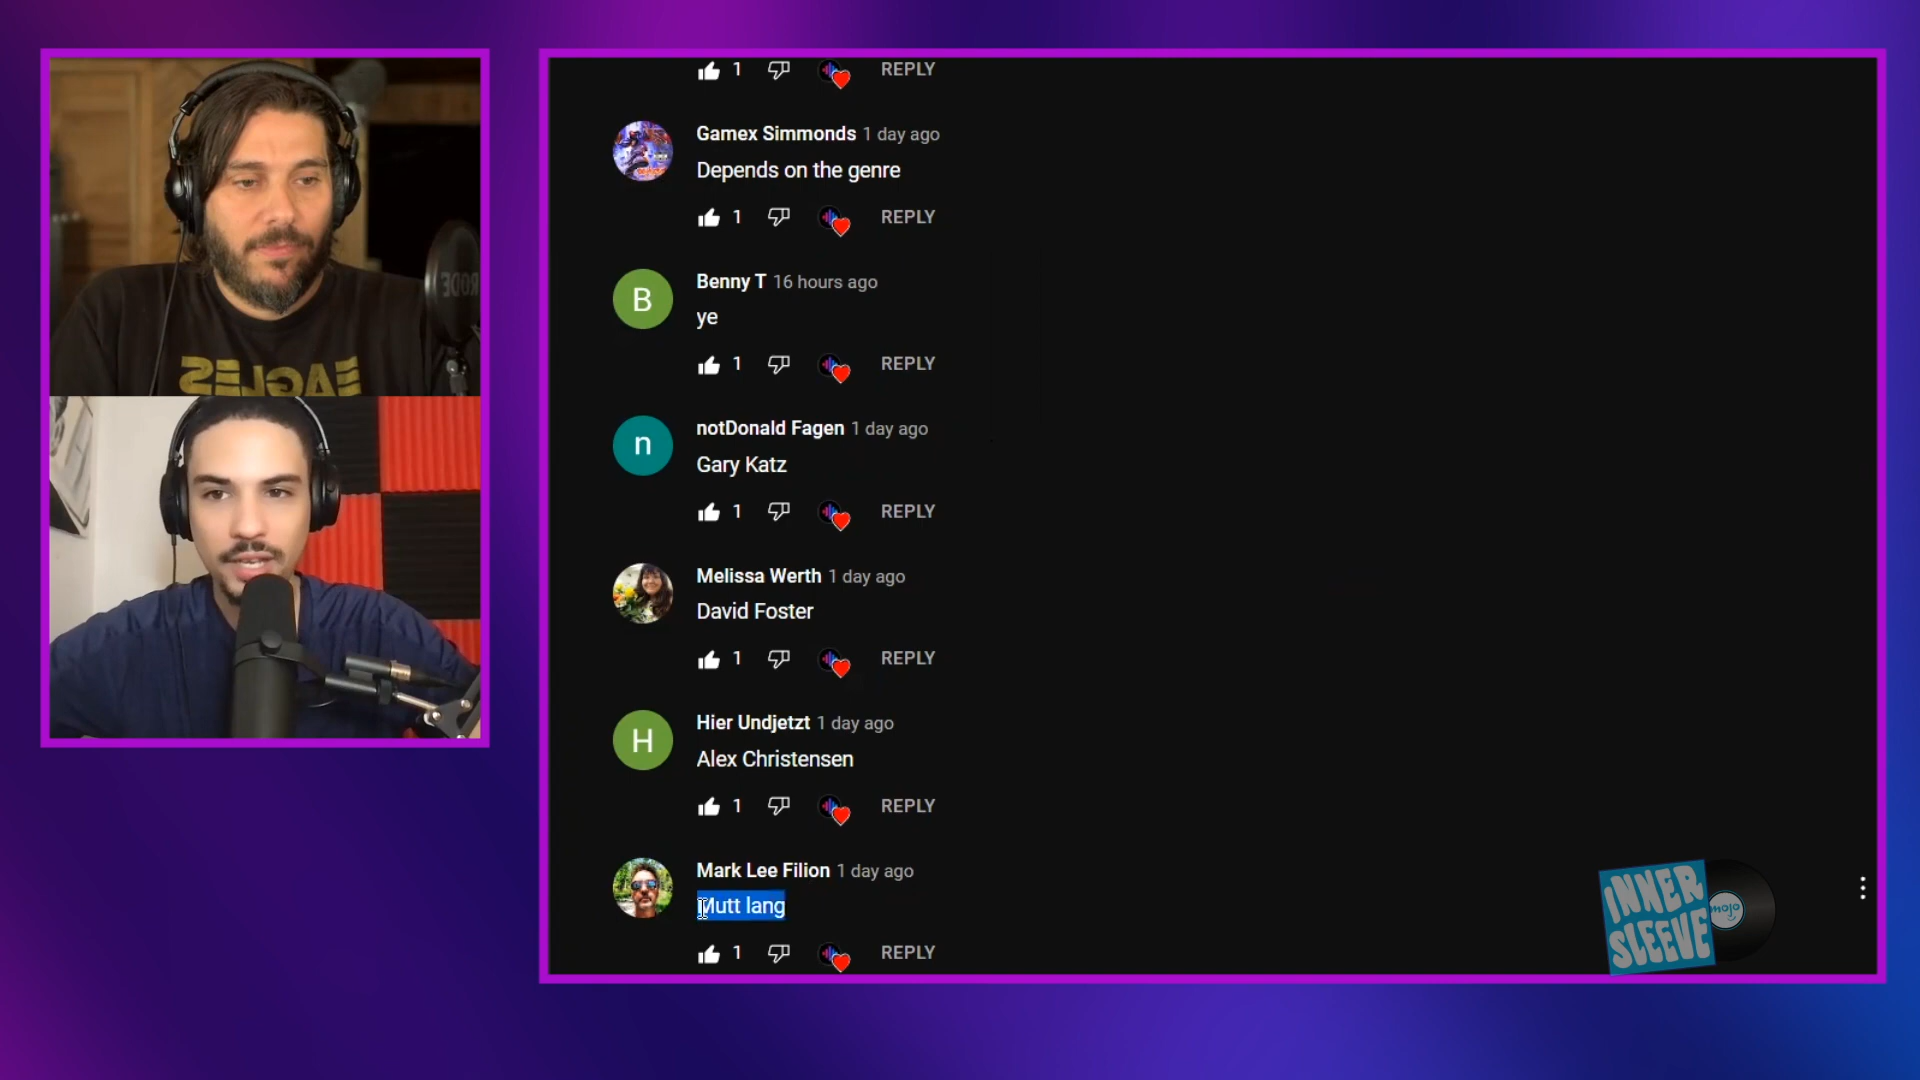 EAGLES
RODE
1 REPLY
Gamex Simmonds 1 day ago
Depends on the genre
1 REPLY
B
Benny T 16 hours ago
ye
1 REPLY
n
notDonald Fagen 1 day ago
Gary Katz
1 REPLY
Melissa Werth 1 day ago
David Foster
1 REPLY
H
Hier Undjetzt 1 day ago
Alex Christensen
1 REPLY
Mark Lee Filion 1 day ago
Mutt lang
1 REPLY
INNER
SLEEVE
mojo